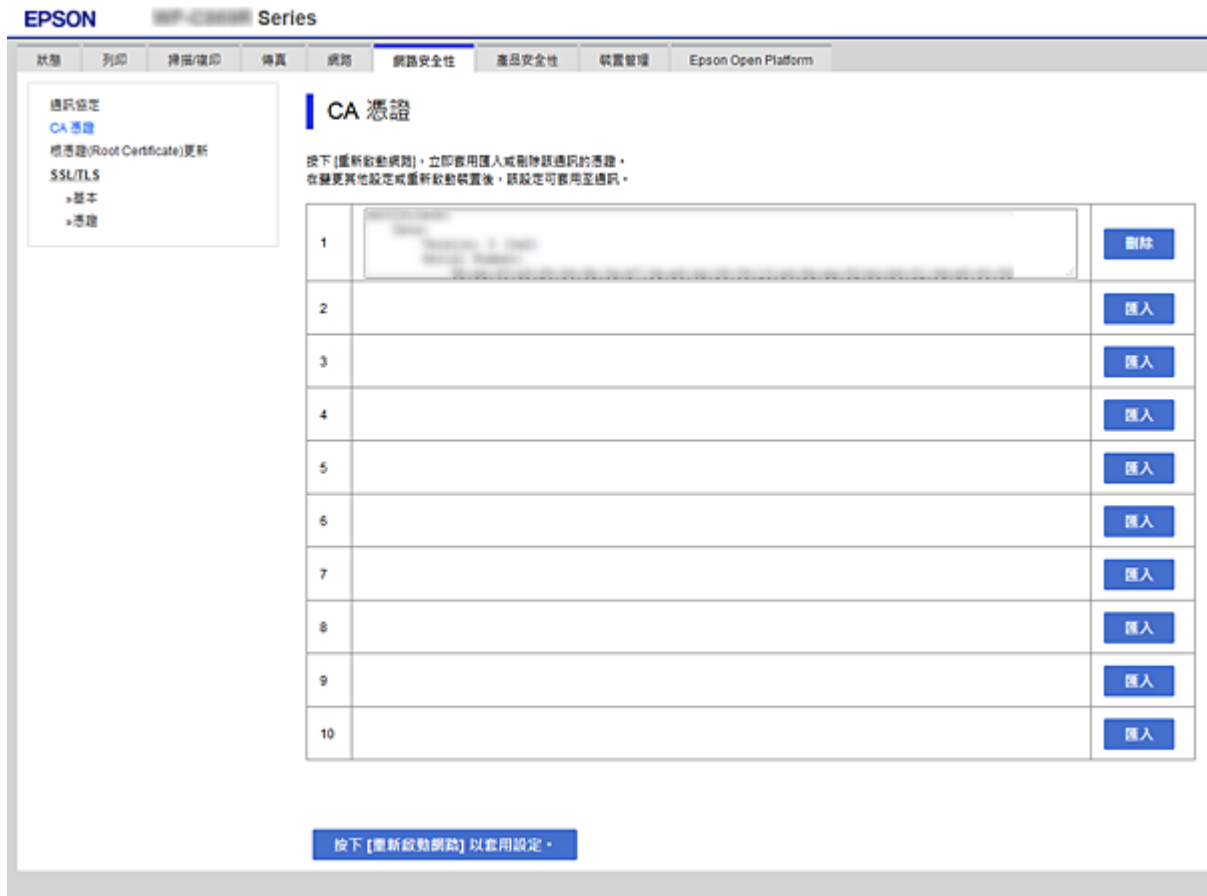 EPSON Series
狀態 列印 掃描/複印 傳真 網路 網路安全性 產品安全性 裝置管理 Epson Open Platform
通訊協定
CA 憑證
根憑證(Root Certificate)更新
SSL/TLS
»基本
»憑證
CA 憑證
按下 [重新啟動網路]，立即套用匯入或刪除該通訊的憑證。
在變更其他設定或重新啟動裝置後，該設定可套用至通訊。
1 刪除
2 匯入
3 匯入
4 匯入
5 匯入
6 匯入
7 匯入
8 匯入
9 匯入
10 匯入
按下 [重新啟動網路] 以套用設定。